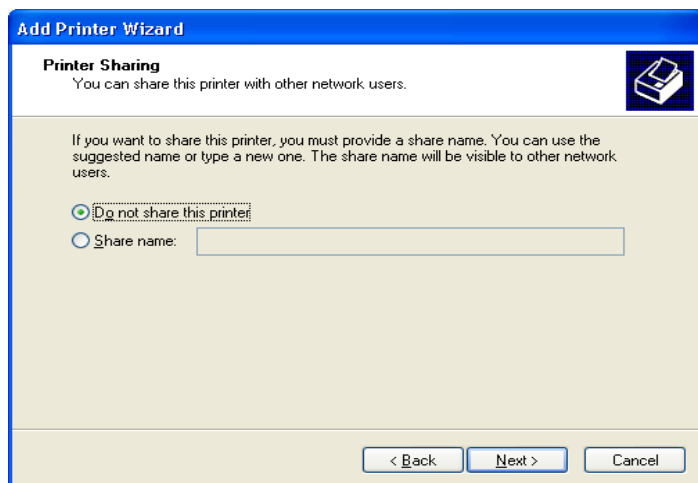 Add Printer Wizard
Printer Sharing
You can share this printer with other network users.
If you want to share this printer, you must provide a share name. You can use the
suggested name or type a new one. The share name will be visible to other network
users.
Do not share this printer
Share name:
< Back
Next >
Cancel